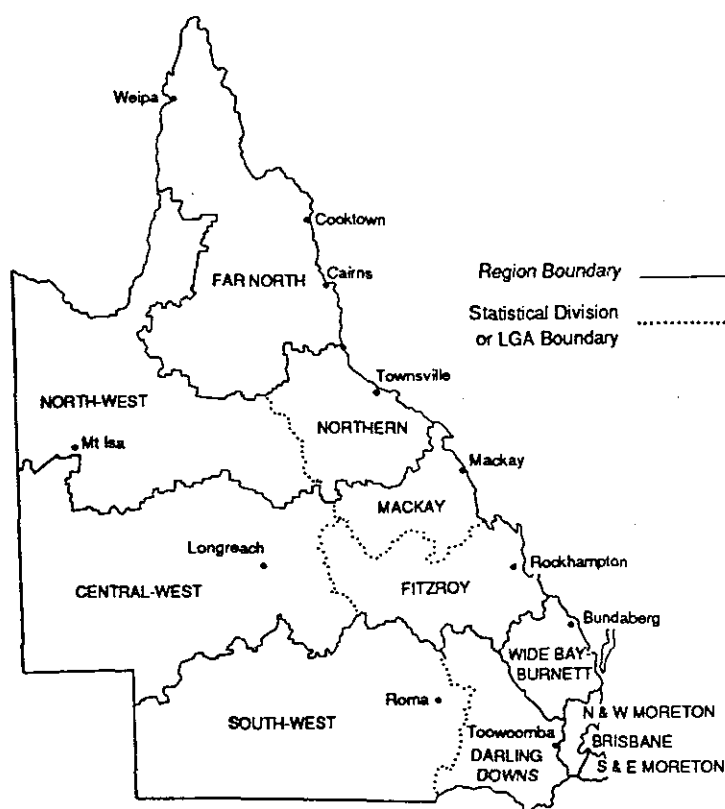 Weipa
Cooktown
FAR NORTH
Cairns
Region Boundary
Statistical Division
or LGA Boundary
Townsville
NORTH-WEST
NORTHERN
Mt Isa
Mackay
MACKAY
Longreach
Rockhampton
CENTRAL-WEST
FITZROY
Bundaberg
WIDE BAY-
BURNETT
Roma
N & W MORETON
SOUTH-WEST
Toowoomba
BRISBANE
DARLING
DOWNS
S & E MORETON